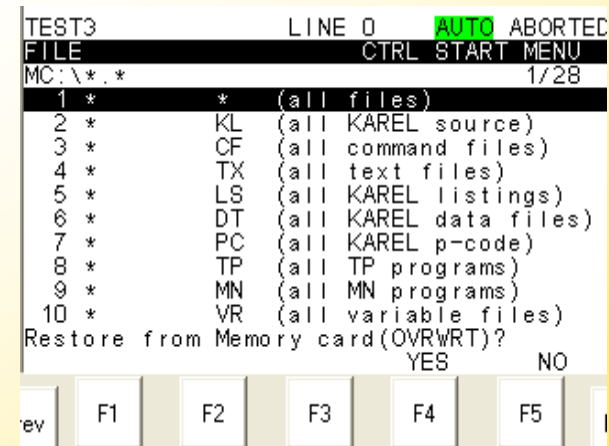 TEST3 LINE 0 AUTO ABORTED
FILE CTRL START MENU
MC:\*.* 1/28
1 * * (all files)
2 * KL (all KAREL source)
3 * CF (all command files)
4 * TX (all text files)
5 * LS (all KAREL listings)
6 * DT (all KAREL data files)
7 * PC (all KAREL p-code)
8 * TP (all TP programs)
9 * MN (all MN programs)
10 * VR (all variable files)
Restore from Memory card(OVRWRT)?
YES NO
ev F1 F2 F3 F4 F5